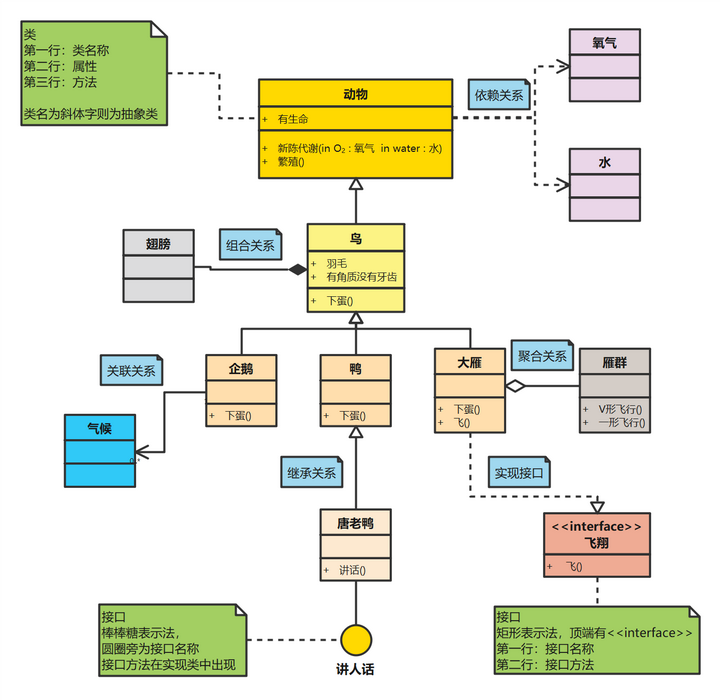 类
第一行：类名称
第二行：属性
第三行：方法
类名为斜体字则为抽象类
氧气
动物
+ 有生命
+ 新陈代谢(in O₂ : 氧气  in water : 水)
+ 繁殖()
依赖关系
水
翅膀
组合关系
鸟
+ 羽毛
+ 有角质没有牙齿
+ 下蛋()
关联关系
企鹅
+ 下蛋()
鸭
+ 下蛋()
大雁
+ 下蛋()
+ 飞()
聚合关系
雁群
+ V形飞行()
+ 一形飞行()
气候
继承关系
实现接口
唐老鸭
+ 讲话()
<<interface>>
飞翔
+ 飞()
接口
棒棒糖表示法，
圆圈旁为接口名称
接口方法在实现类中出现
讲人话
接口
矩形表示法，顶端有<<interface>>
第一行：接口名称
第二行：接口方法